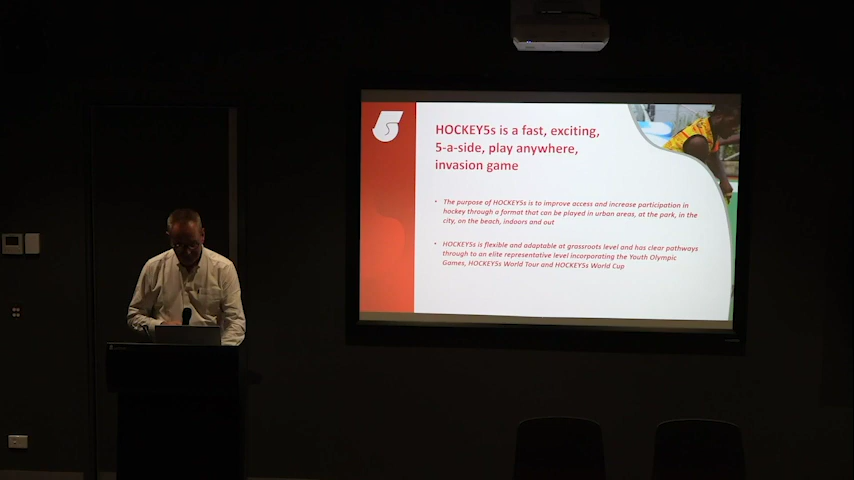 HOCKEY5s is a fast, exciting,
5-a-side, play anywhere,
invasion game
• The purpose of HOCKEY5s is to improve access and increase participation in
hockey through a format that can be played in urban areas, at the park, in the
city, on the beach, indoors and out
• HOCKEY5s is flexible and adaptable at grassroots level and has clear pathways
through to an elite representative level incorporating the Youth Olympic
Games, HOCKEY5s World Tour and HOCKEY5s World Cup